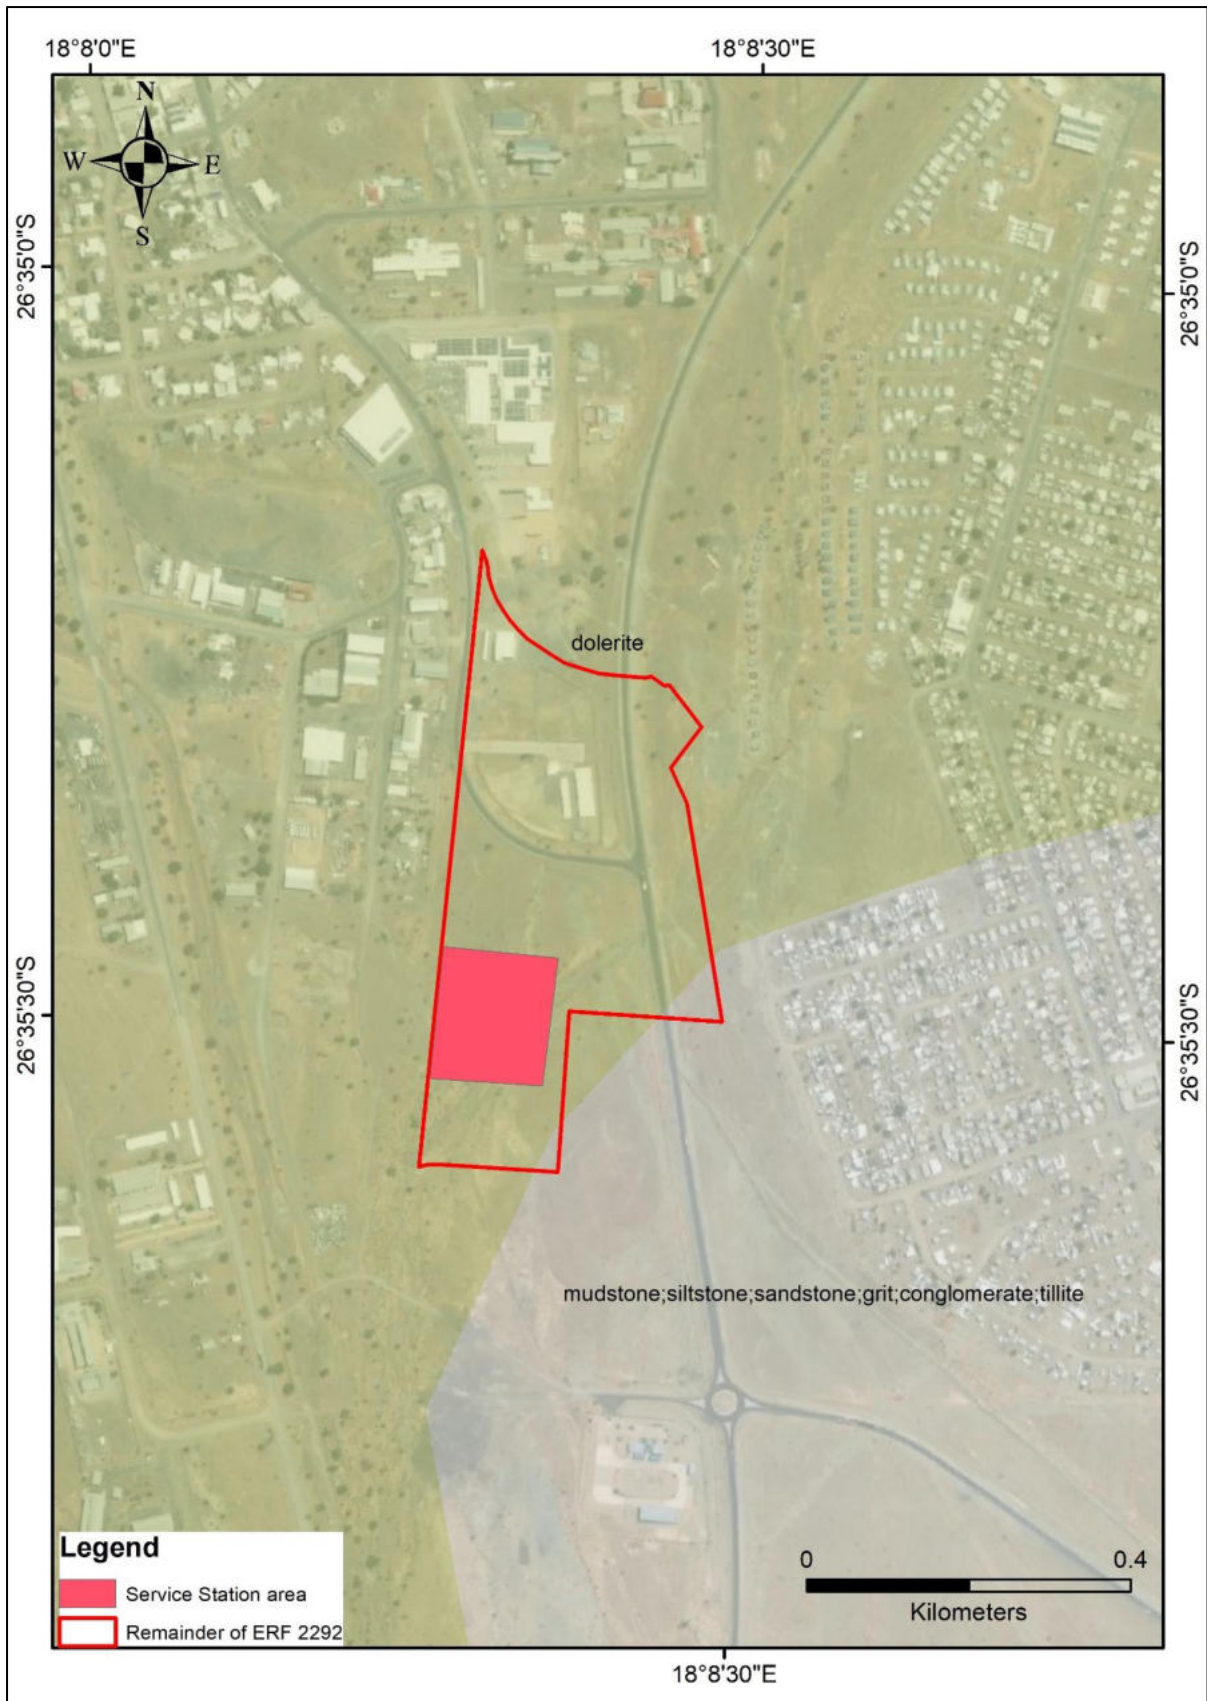 18°8'0"E
18°8'30"E
N
W
E
S
26°35'0"S
26°35'0"S
dolerite
26°35'30"S
26°35'30"S
mudstone;siltstone;sandstone;grit;conglomerate;tillite
Legend
Service Station area
Remainder of ERF 2292
0
0.4
Kilometers
18°8'30"E